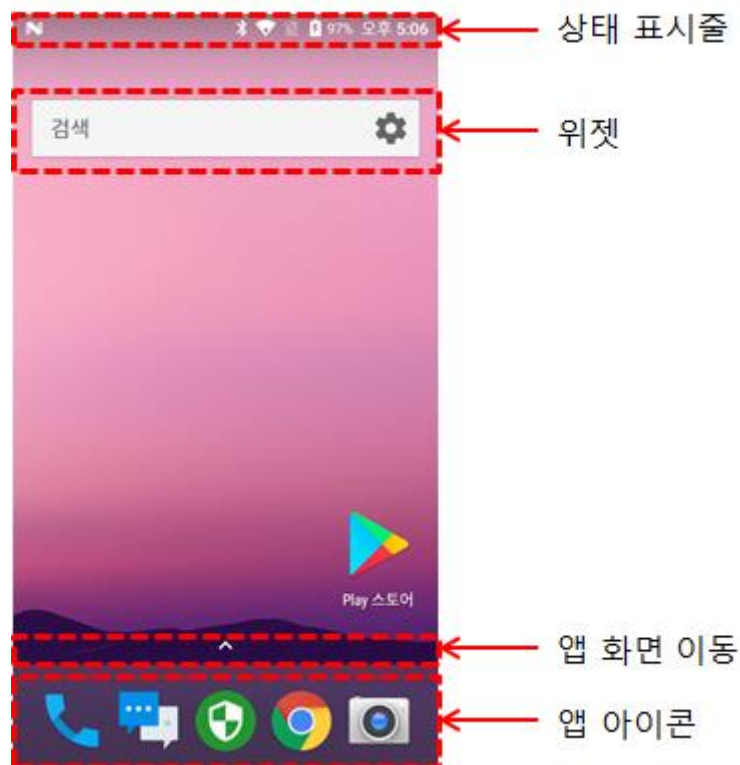 97% 오후 5:06
상태 표시줄
검색
위젯
Play 스토어
앱 화면 이동
앱 아이콘